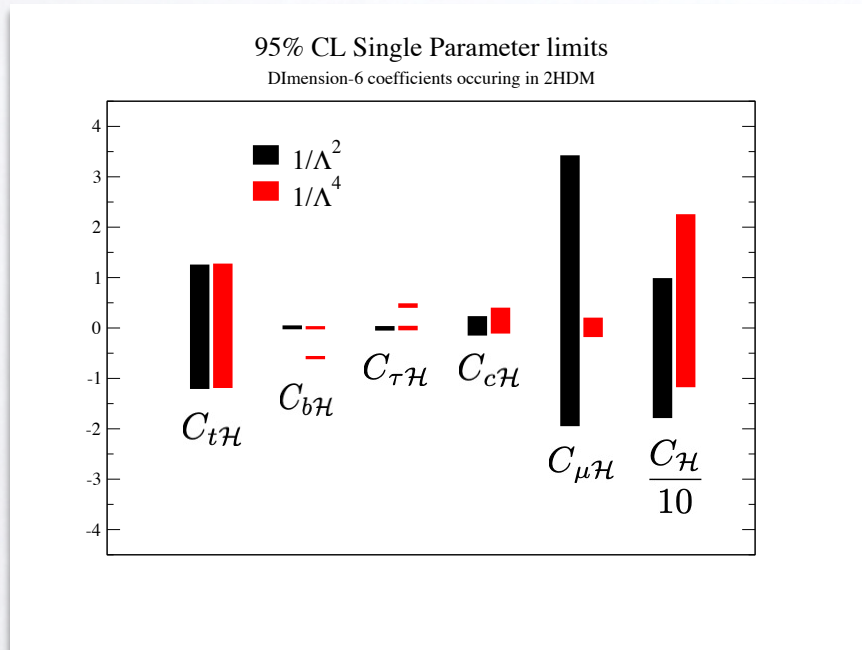 95% CL Single Parameter limits
DImension-6 coefficients occuring in 2HDM
4
3
2
1
0
-1
-2
-3
-4
1/Λ^2
1/Λ^4
C_{tℋ}
C_{bℋ}
C_{τℋ}
C_{cℋ}
C_{μℋ}
C_ℋ
10